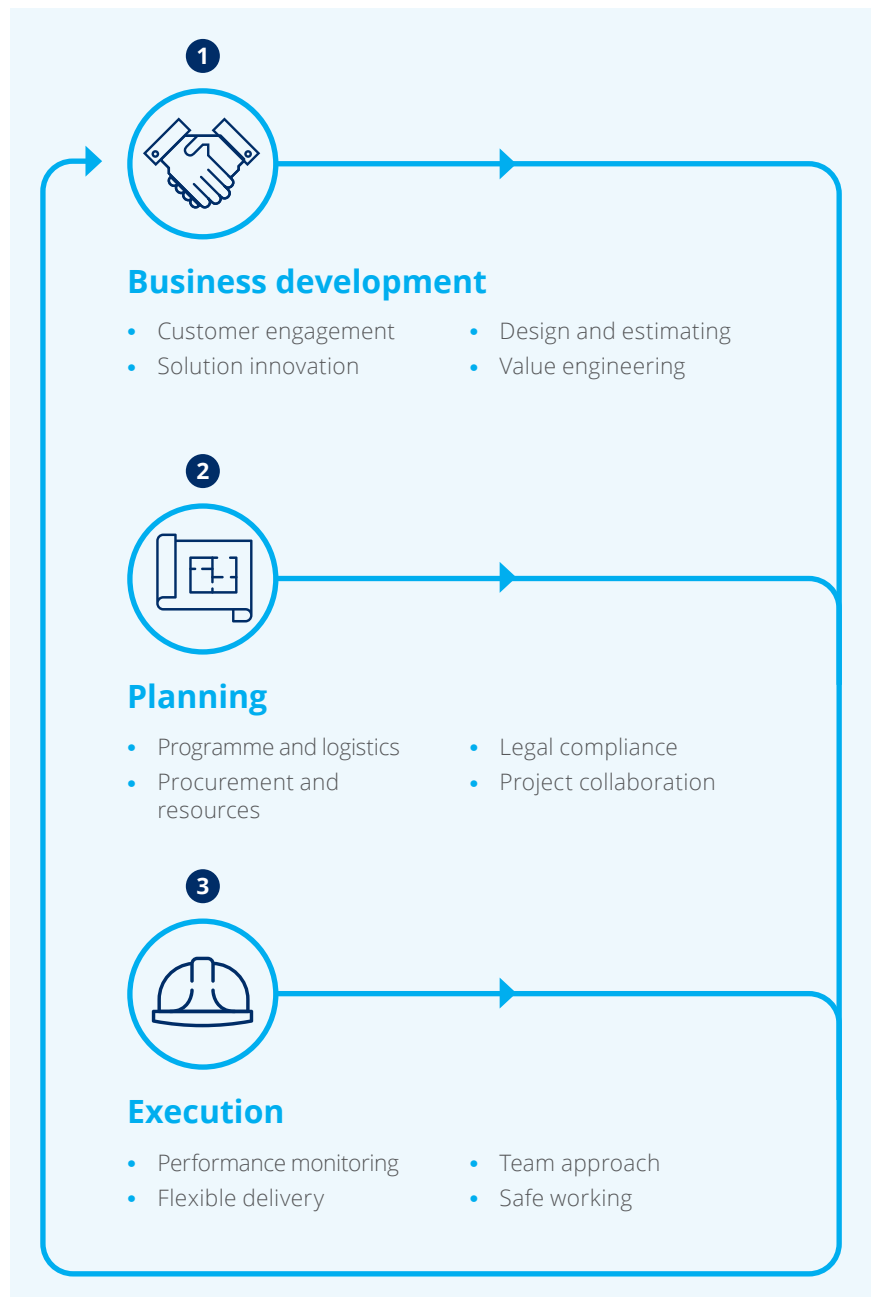 1
Business development
• Customer engagement
• Solution innovation
• Design and estimating
• Value engineering
2
Planning
• Programme and logistics
• Procurement and
resources
• Legal compliance
• Project collaboration
3
Execution
• Performance monitoring
• Flexible delivery
• Team approach
• Safe working